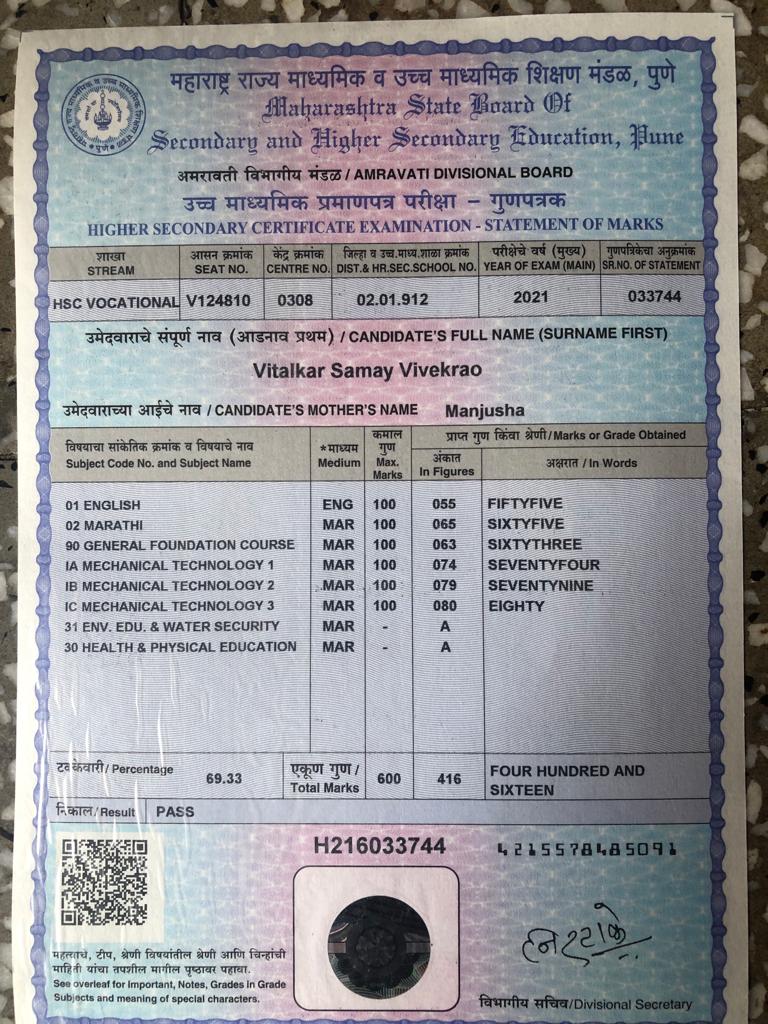 महाराष्ट्र राज्य माध्यमिक व उच्च माध्यमिक शिक्षण मंडळ, पुणे
Maharashtra State Board Of
Secondary and Higher Secondary Education, Pune
अमरावती विभागीय मंडळ / AMRAVATI DIVISIONAL BOARD
उच्च माध्यमिक प्रमाणपत्र परीक्षा – गुणपत्रक
HIGHER SECONDARY CERTIFICATE EXAMINATION - STATEMENT OF MARKS
शाखा आसन क्रमांक केंद्र क्रमांक जिल्हा व उच्च.माध्य.शाळा क्रमांक परीक्षेचे वर्ष (मुख्य) गुणपत्रिकेचा अनुक्रमांक
STREAM SEAT NO. CENTRE NO. DIST.& HR.SEC.SCHOOL NO. YEAR OF EXAM (MAIN) SR.NO. OF STATEMENT
HSC VOCATIONAL V124810 0308 02.01.912 2021 033744
उमेदवाराचे संपूर्ण नाव (आडनाव प्रथम) / CANDIDATE'S FULL NAME (SURNAME FIRST)
Vitalkar Samay Vivekrao
उमेदवाराच्या आईचे नाव / CANDIDATE'S MOTHER'S NAME Manjusha
विषयाचा सांकेतिक क्रमांक व विषयाचे नाव
Subject Code No. and Subject Name
*माध्यम
Medium
कमाल
गुण
Max.
Marks
प्राप्त गुण किंवा श्रेणी/Marks or Grade Obtained
अंकात
In Figures
अक्षरात / In Words
01 ENGLISH ENG 100 055 FIFTYFIVE
02 MARATHI MAR 100 065 SIXTYFIVE
90 GENERAL FOUNDATION COURSE MAR 100 063 SIXTYTHREE
IA MECHANICAL TECHNOLOGY 1 MAR 100 074 SEVENTYFOUR
IB MECHANICAL TECHNOLOGY 2 MAR 100 079 SEVENTYNINE
IC MECHANICAL TECHNOLOGY 3 MAR 100 080 EIGHTY
31 ENV. EDU. & WATER SECURITY MAR - A
30 HEALTH & PHYSICAL EDUCATION MAR - A
टक्केवारी/ Percentage 69.33
एकूण गुण /
Total Marks
600 416
FOUR HUNDRED AND
SIXTEEN
निकाल/Result PASS
H216033744
4215578485091
महत्वाचे, टीप, श्रेणी विषयांतील श्रेणी आणि चिन्हांची
माहिती यांचा तपशील मागील पृष्ठावर पहावा.
See overleaf for Important, Notes, Grades in Grade
Subjects and meaning of special characters.
विभागीय सचिव/Divisional Secretary